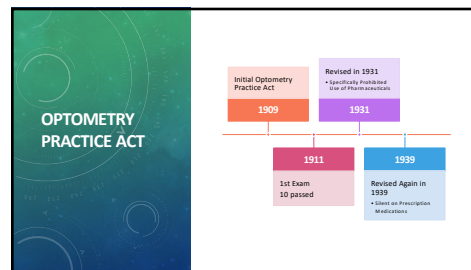 OPTOMETRY
PRACTICE ACT
Initial Optometry
Practice Act
1909
1911
1st Exam
10 passed
Revised in 1931
• Specifically Prohibited
Use of Pharmaceuticals
1931
1939
Revised Again in
1939
• Silent on Prescription
Medications